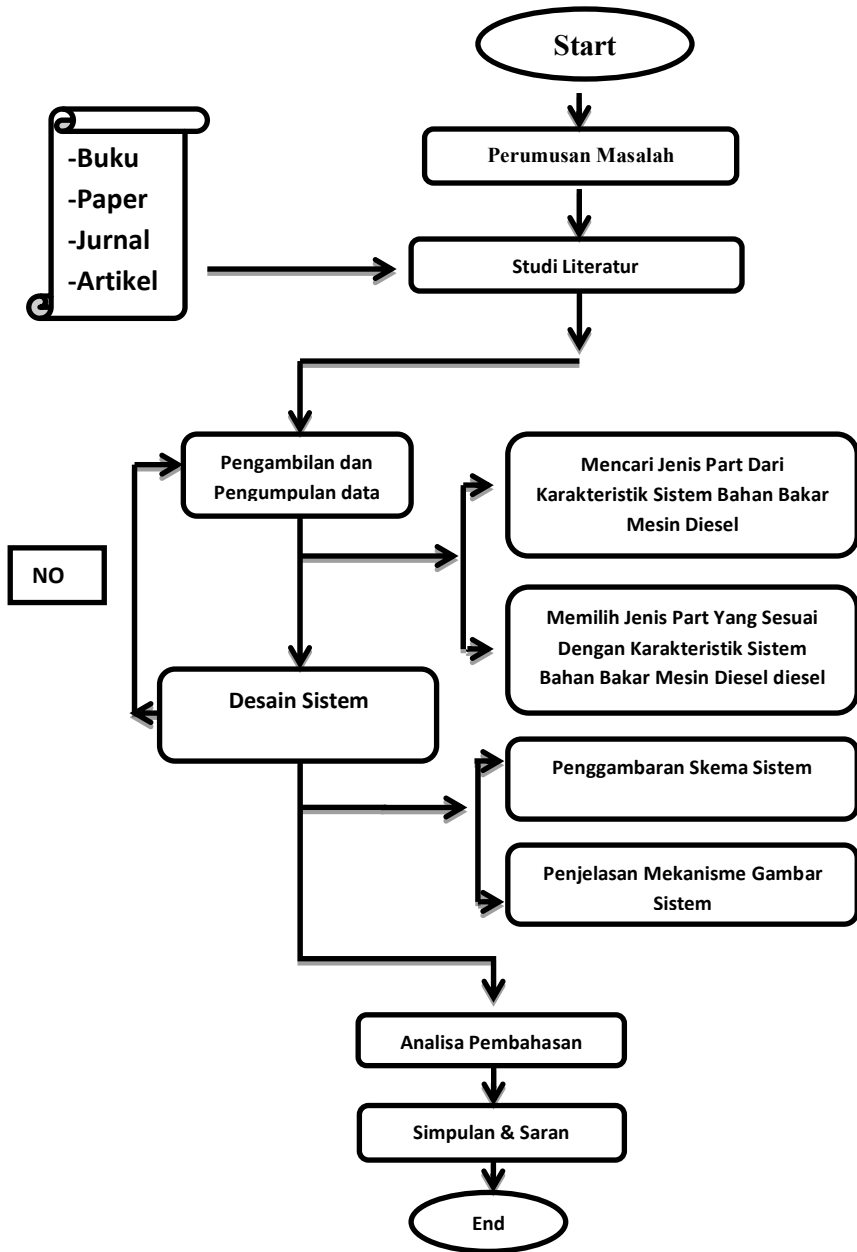 Start
Perumusan Masalah
-Buku
-Paper
-Jurnal
-Artikel
Studi Literatur
Pengambilan dan
Pengumpulan data
Mencari Jenis Part Dari
Karakteristik Sistem Bahan Bakar
Mesin Diesel
NO
Memilih Jenis Part Yang Sesuai
Dengan Karakteristik Sistem
Bahan Bakar Mesin Diesel diesel
Desain Sistem
Penggambaran Skema Sistem
Penjelasan Mekanisme Gambar
Sistem
Analisa Pembahasan
Simpulan & Saran
End